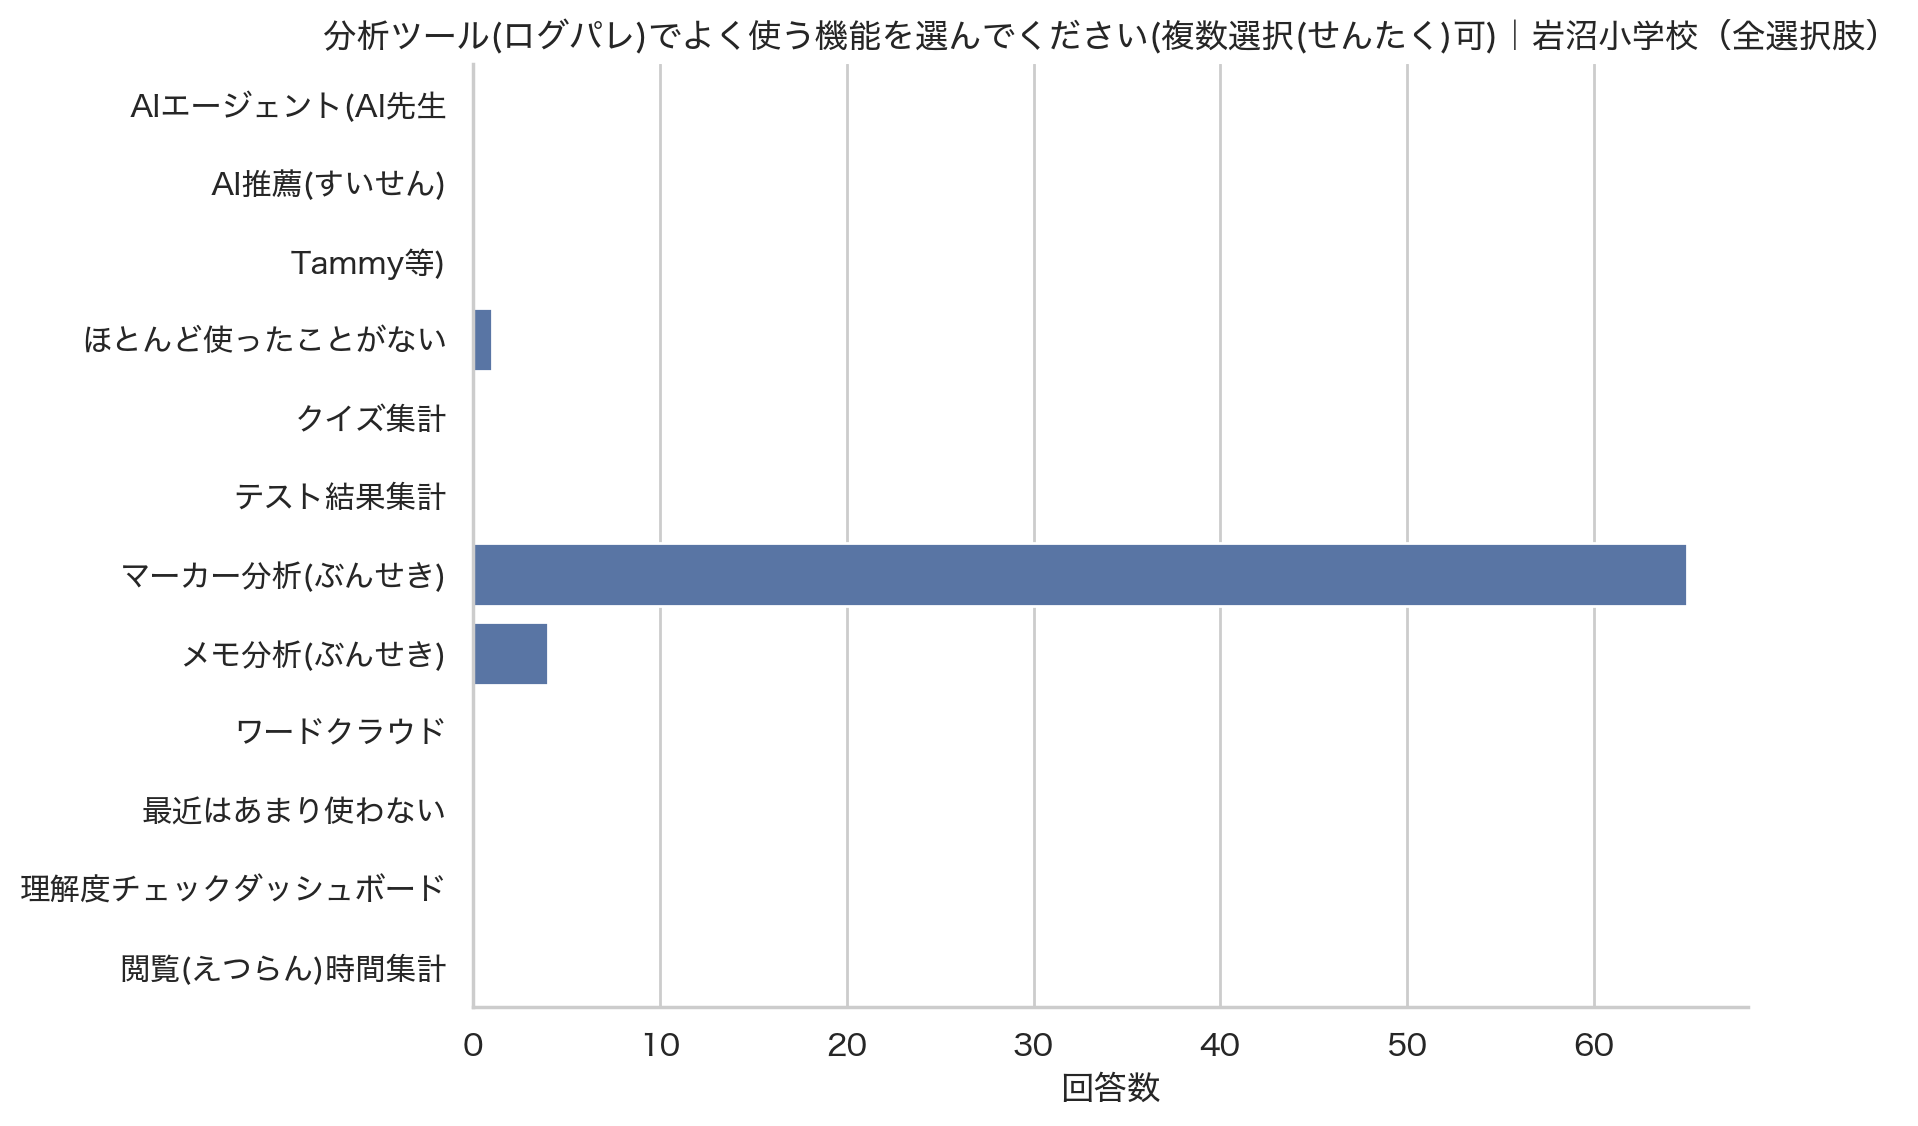 分析ツール(ログパレ)でよく使う機能を選んでください(複数選択(せんたく)可)｜岩沼小学校（全選択肢）
AIエージェント(AI先生
AI推薦(すいせん)
Tammy等)
ほとんど使ったことがない
クイズ集計
テスト結果集計
マーカー分析(ぶんせき)
メモ分析(ぶんせき)
ワードクラウド
最近はあまり使わない
理解度チェックダッシュボード
閲覧(えつらん)時間集計
0 10 20 30 40 50 60
回答数